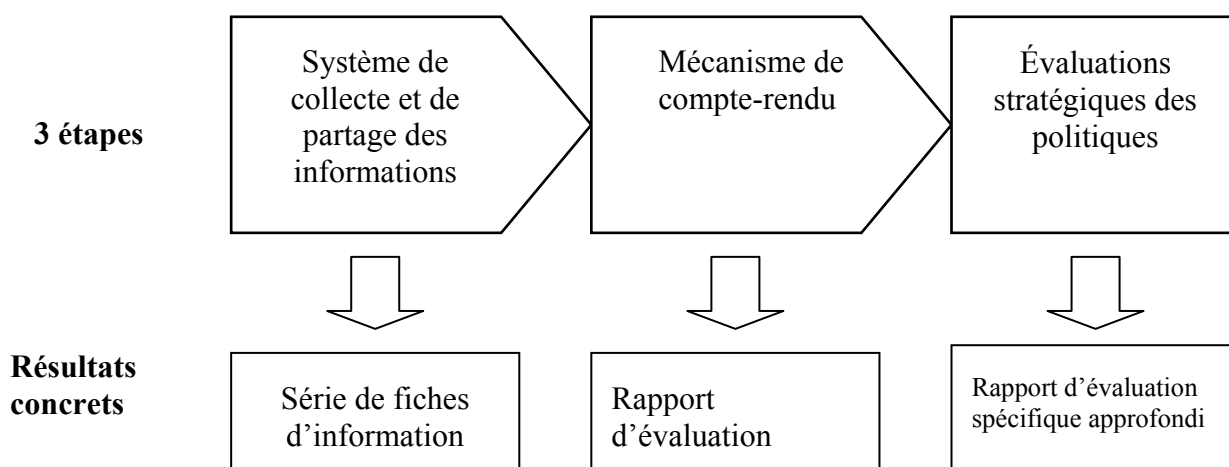 3 étapes
Système de
collecte et de
partage des
informations
Mécanisme de
compte-rendu
Évaluations
stratégiques des
politiques
Résultats
concrets
Série de fiches
d’information
Rapport
d’évaluation
Rapport d’évaluation
spécifique approfondi